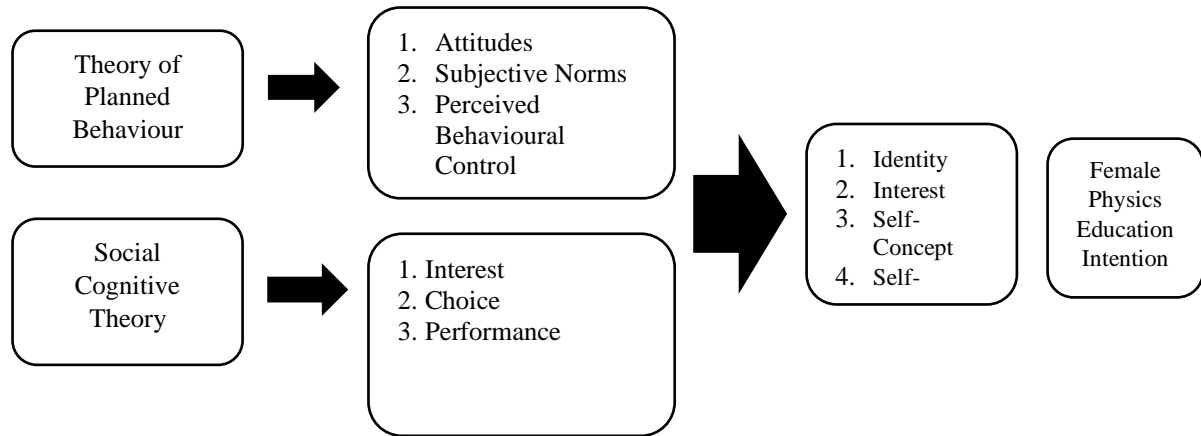 Theory of
Planned
Behaviour
1. Attitudes
2. Subjective Norms
3. Perceived
Behavioural
Control
Social
Cognitive
Theory
1. Interest
2. Choice
3. Performance
1. Identity
2. Interest
3. Self-
Concept
4. Self-
Female
Physics
Education
Intention